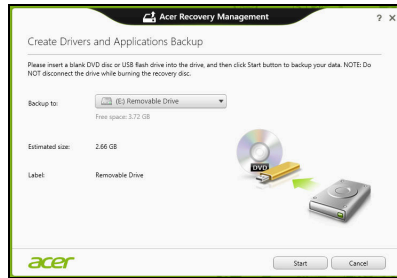 Acer Recovery Management
? X
Create Drivers and Applications Backup
Please insert a blank DVD disc or USB flash drive into the drive, and then click Start button to backup your data. NOTE: Do
NOT disconnect the drive while burning the recovery disc.
Backup to: (E:) Removable Drive
Free space: 3.72 GB
Estimated size: 2.66 GB
Label: Removable Drive
DVD
acer Start Cancel